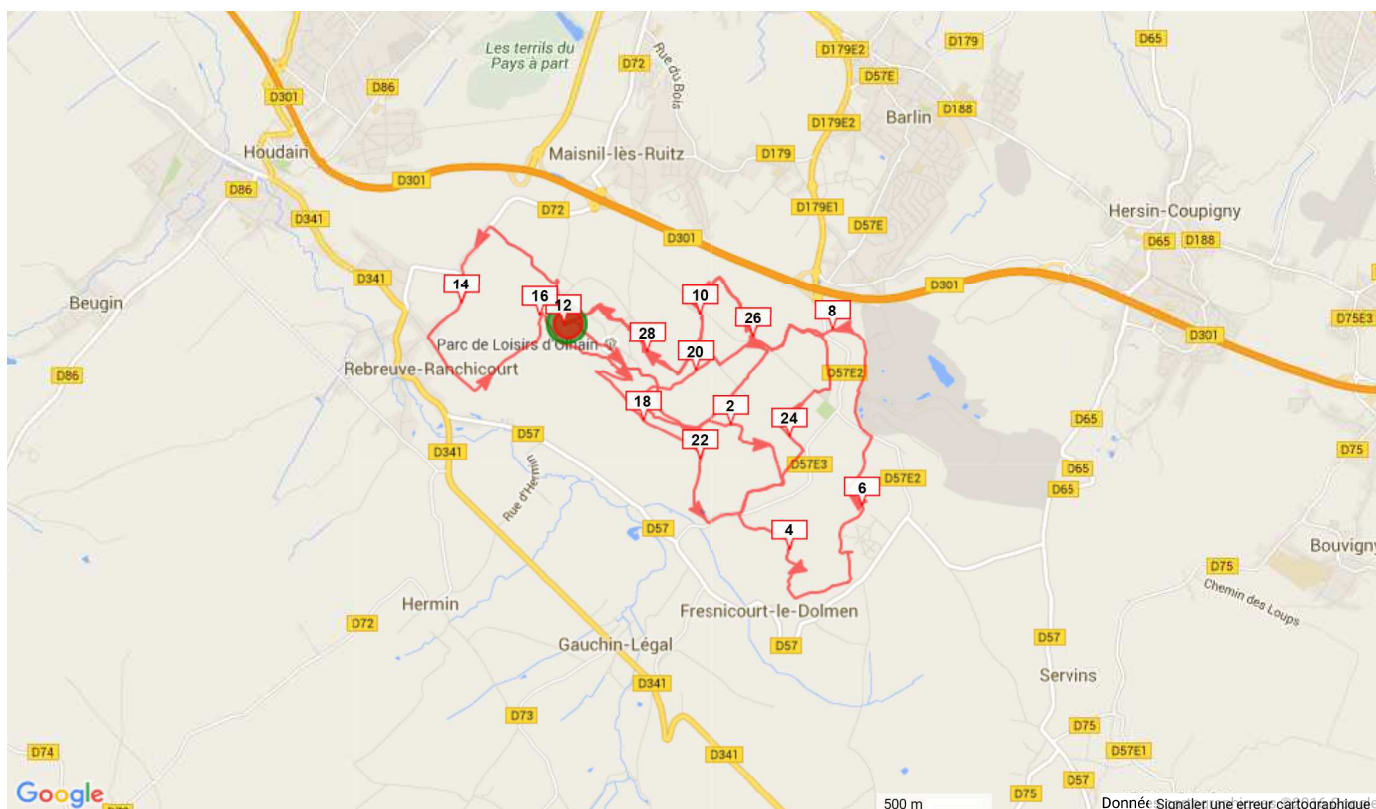 D65
D179E2
D179
Les terrils du
Pays à part
D72
Rue du Bois
D57E
D301
D86
D188
Barlin
D179E2
Houdain
Maisnil-lès-Ruitz
D179
D301
D86
D179E1
D72
Hersin-Coupigny
D341
D57E
D301
D65
D188
D341
14
D301
Beugin
16
12
10
26
8
D75E3
D301
28
Parc de Loisirs d'Olhain
20
Rebreuve-Ranchicourt
D86
D57E2
18
2
24
D57
22
D341
D75
D57E3
D65
D57E2
Rue d'Hermin
6
D65
D57
4
Bouvigny
D75
Chemin des Loups
Hermin
Fresnicourt-le-Dolmen
D72
D57
Gauchin-Légal
D57
Servins
D341
D73
D75
D74
D341
D57E1
D57
Google
D75
500 m
Donnée
Signaler une erreur cartographique